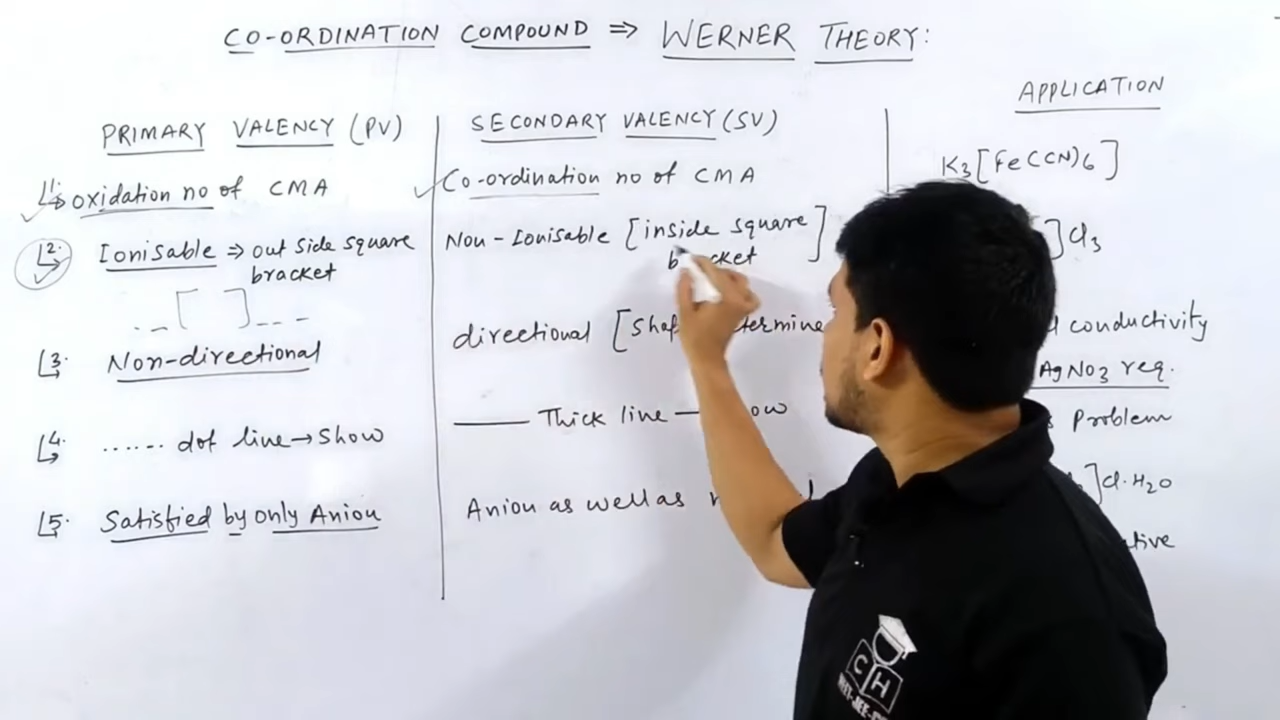 CO-ORDINATION COMPOUND ⇒ WERNER THEORY:
PRIMARY VALENCY (PV)
1. oxidation no of CMA
2. Ionisable ⇒ out side square
bracket
[ ]
3. Non-directional
4. ...... dot line → show
5. Satisfied by only Anion
SECONDARY VALENCY (SV)
Co-ordination no of CMA
Non-Ionisable [inside square
bracket]
directional [
Thick line
Anion as well as
APPLICATION
K3[Fe(CN)6]
]Cl3
conductivity
AgNO3 req.
Problem
]Cl·H2O
CH